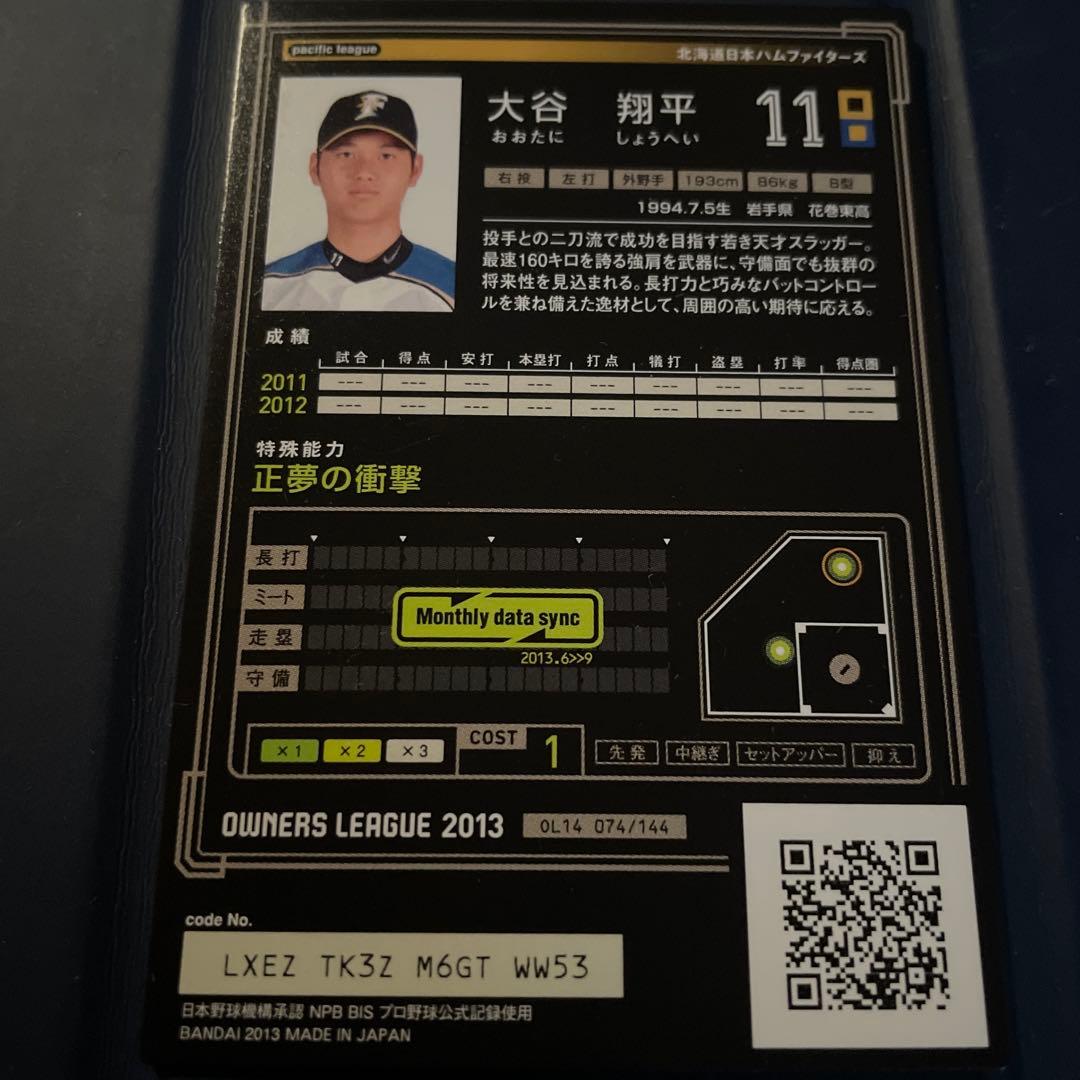 pacific league
北海道日本ハムファイターズ
大谷 翔平 11
おおたに しょうへい
右投 左打 外野手 193cm 86kg B型
1994.7.5生 岩手県 花巻東高
投手との二刀流で成功を目指す若き天才スラッガー。
最速160キロを誇る強肩を武器に、守備面でも抜群の
将来性を見込まれる。長打力と巧みなバットコントロー
ルを兼ね備えた逸材として、周囲の高い期待に応える。
成績
試合 得点 安打 本塁打 打点 犠打 盗塁 打率 得点圏
2011 --- --- --- --- --- --- --- --- ---
2012 --- --- --- --- --- --- --- --- ---
特殊能力
正夢の衝撃
長打
ミート
走塁
守備
Monthly data sync
2013.6>>9
×1 ×2 ×3 COST 1 先発 中継ぎ セットアッパー 抑え
OWNERS LEAGUE 2013 OL14 074/144
code No.
LXEZ TK3Z M6GT WW53
日本野球機構承認 NPB BIS プロ野球公式記録使用
BANDAI 2013 MADE IN JAPAN